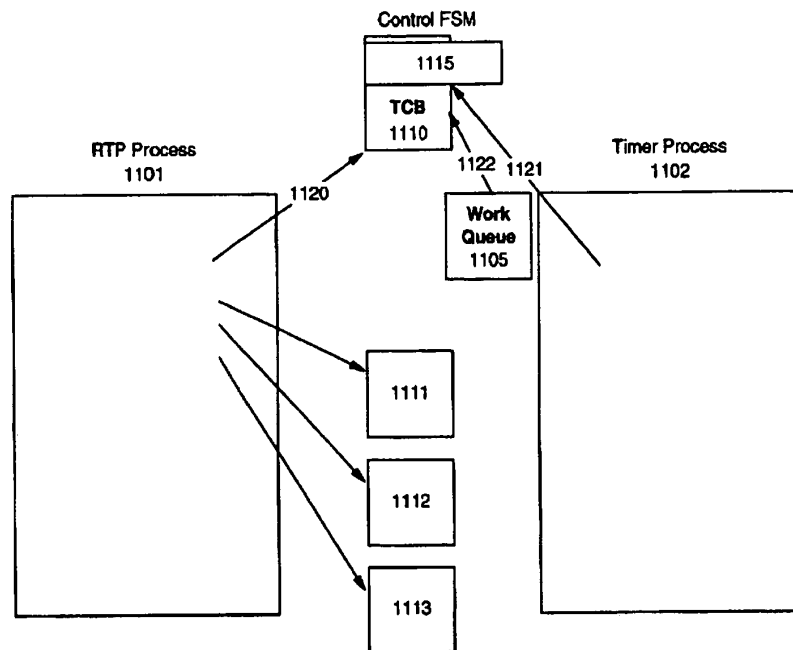 Control FSM
1115
TCB
1110
RTP Process
1101
1120
1122
1121
Timer Process
1102
Work
Queue
1105
1111
1112
1113